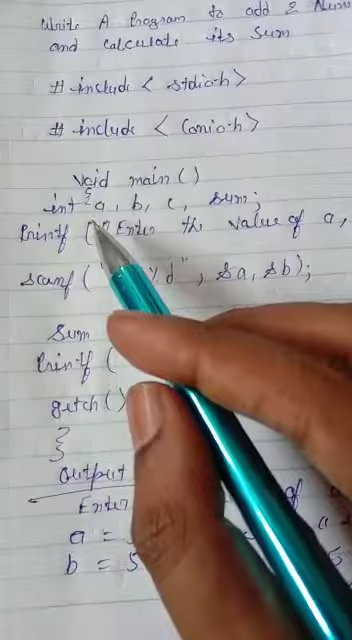 Write A Program to add 2 Num
and calculate its Sum
# include < stdio.h>
# include < Conio.h>
void main()
{
int a, b, c, sum;
Printf ("Enter the value of a,
scanf (" %d", &a, &b);
Sum
Printf (
getch()
}
Output
Enter of
a =
b = 5